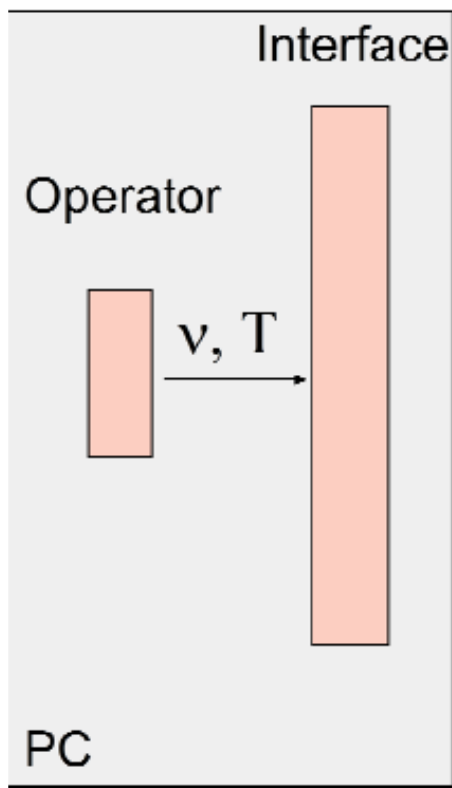 Interface
Operator
ν, T
PC